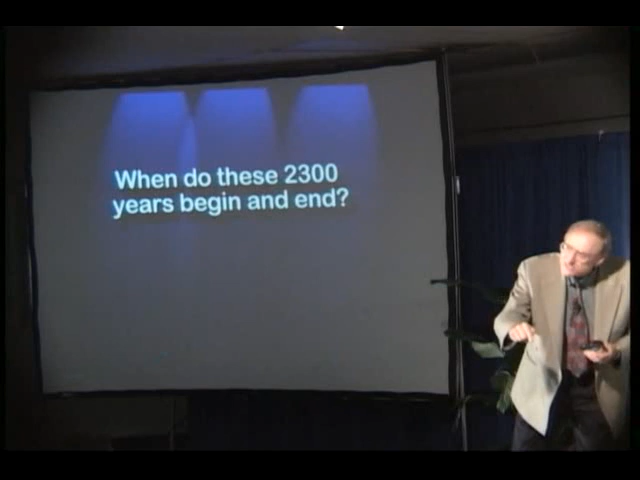 When do these 2300
years begin and end?